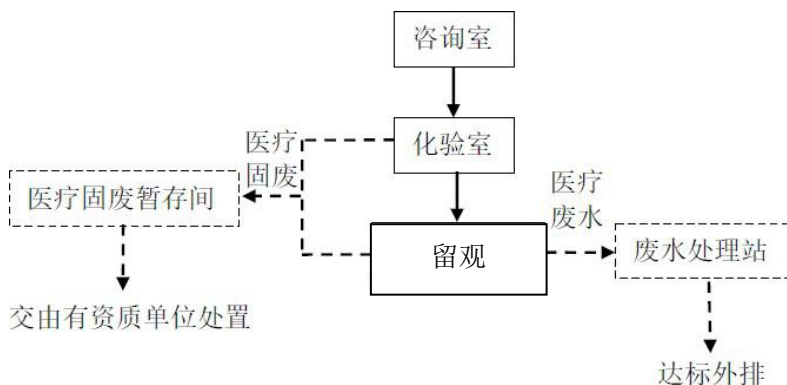 咨询室
医疗
固废
化验室
医疗固废暂存间
医疗
废水
留观
废水处理站
交由有资质单位处置
达标外排